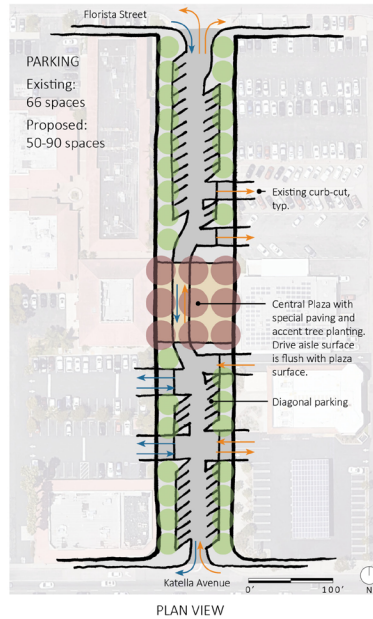 Florista Street
PARKING
Existing:
66 spaces
Proposed:
50-90 spaces
Existing curb-cut,
typ.
Central Plaza with
special paving and
accent tree planting.
Drive aisle surface
is flush with plaza
surface.
Diagonal parking
Katella Avenue
0
100'
N
PLAN VIEW